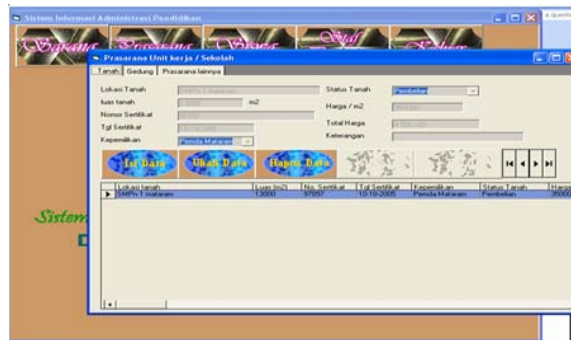 Sistem Informasi Administrasi Pendidikan
Sarana Prasarana Siswa Staf Keluar
Prasarana Unit kerja / Sekolah
Tanah Gedung Prasarana lainnya
Lokasi Tanah Status Tanah Pembelian
luas tanah m2 Harga / m2
Nomor Sertifikat Total Harga
Tgl Sertifikat Keterangan
Kepemilikan Pemda Mataram
Isi Data Ubah Data Hapus Data
Lokasi tanah Luas (m2) No. Sertifikat Tgl Sertifikat Kepemilikan Status Tanah Harga
SMPn 1 mataram 13000 97897 10-10-2005 Pemda Mataram Pembelian 35000
Sistem